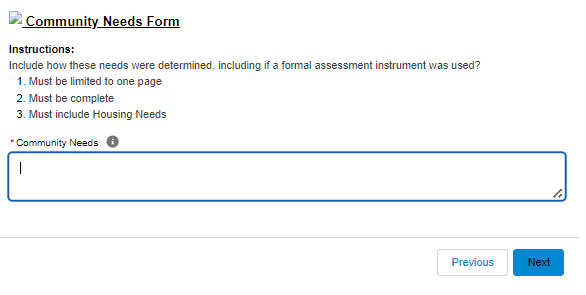 Community Needs Form
Instructions:
Include how these needs were determined, including if a formal assessment instrument was used?
1. Must be limited to one page
2. Must be complete
3. Must include Housing Needs
* Community Needs
Previous
Next